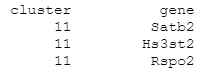 cluster gene
11 Satb2
11 Hs3st2
11 Rspo2